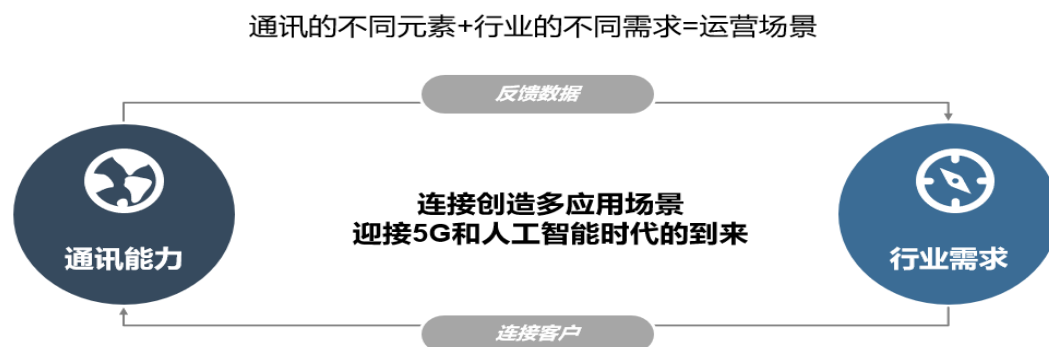 通讯的不同元素+行业的不同需求=运营场景
反馈数据
通讯能力
连接创造多应用场景
迎接5G和人工智能时代的到来
行业需求
连接客户